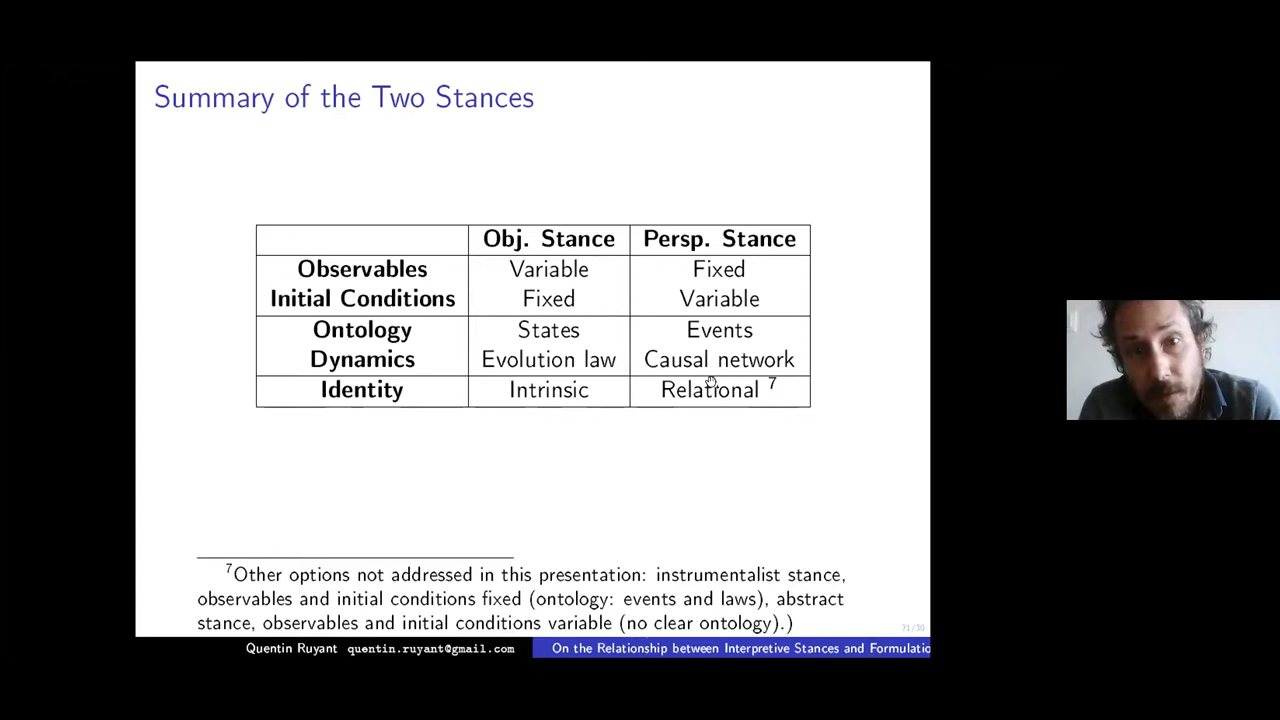 Summary of the Two Stances
Obj. Stance Persp. Stance
Observables Variable Fixed
Initial Conditions Fixed Variable
Ontology States Events
Dynamics Evolution law Causal network
Identity Intrinsic Relational 7
7Other options not addressed in this presentation: instrumentalist stance,
observables and initial conditions fixed (ontology: events and laws), abstract
stance, observables and initial conditions variable (no clear ontology).)
21/30
Quentin Ruyant quentin.ruyant@gmail.com On the Relationship between Interpretive Stances and Formulatio